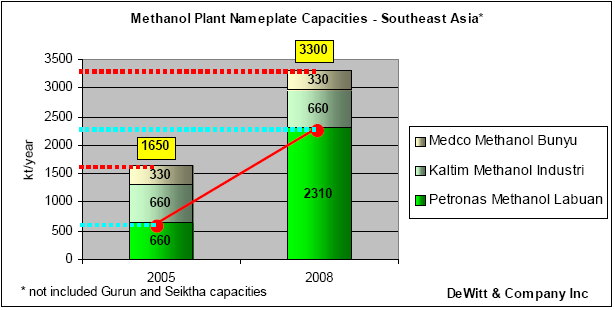 Methanol Plant Nameplate Capacities - Southeast Asia*
3300
3500
3000
2500
2000
1500
1000
500
0
kt/year
1650
330
660
660
330
660
2310
2005
2008
Medco Methanol Bunyu
Kaltim Methanol Industri
Petronas Methanol Labuan
* not included Gurun and Seiktha capacities
DeWitt & Company Inc